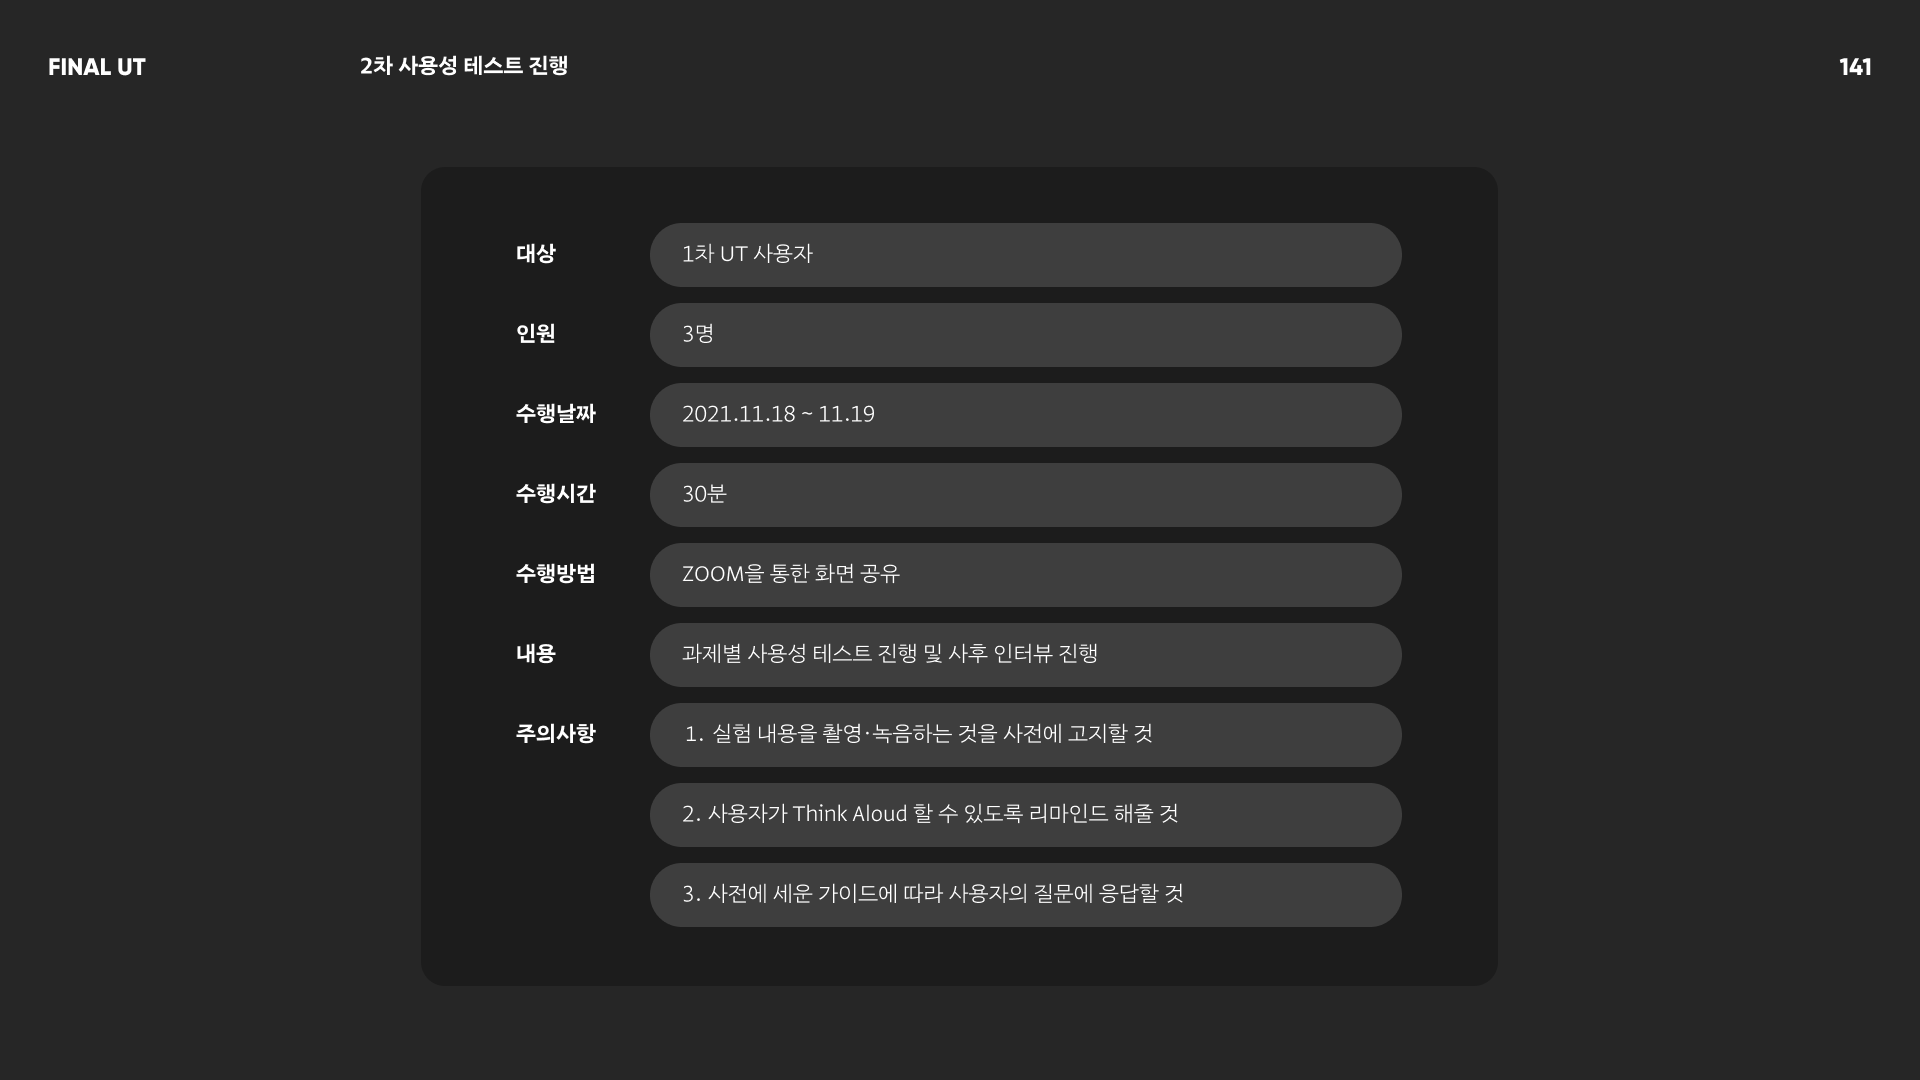 FINAL UT
2차 사용성 테스트 진행
141
대상
1차 UT 사용자
인원
3명
수행날짜
2021.11.18 ~ 11.19
수행시간
30분
수행방법
ZOOM을 통한 화면 공유
내용
과제별 사용성 테스트 진행 및 사후 인터뷰 진행
주의사항
1. 실험 내용을 촬영·녹음하는 것을 사전에 고지할 것
2. 사용자가 Think Aloud 할 수 있도록 리마인드 해줄 것
3. 사전에 세운 가이드에 따라 사용자의 질문에 응답할 것